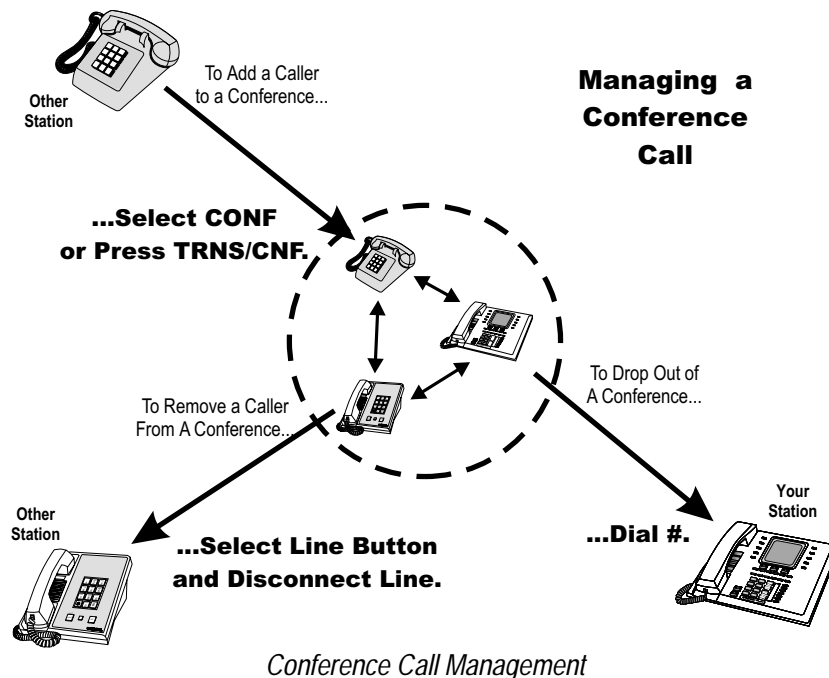 Other
Station
To Add a Caller
to a Conference...
Managing a
Conference
Call
...Select CONF
or Press TRNS/CNF.
To Remove a Caller
From A Conference...
To Drop Out of
A Conference...
Other
Station
...Select Line Button
and Disconnect Line.
...Dial #.
Your
Station
Conference Call Management